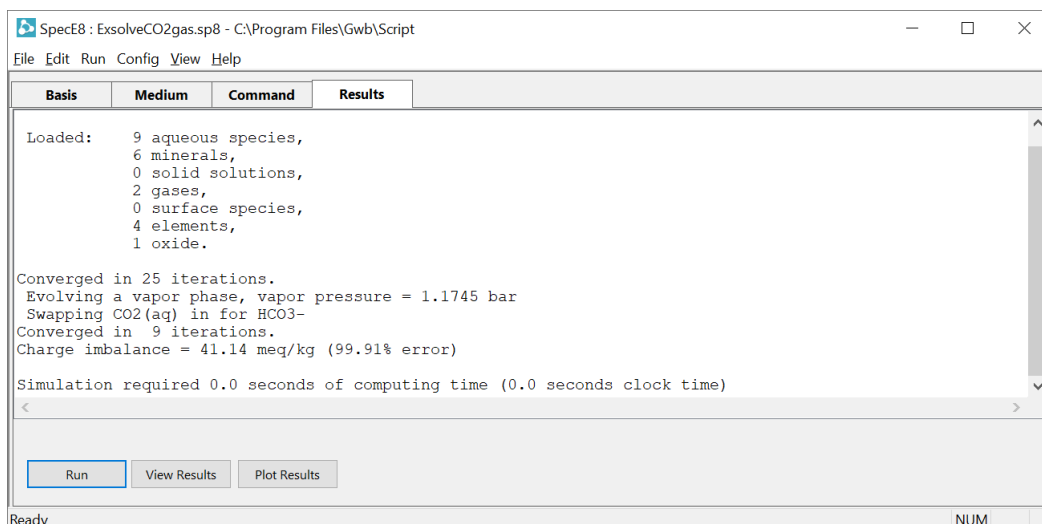 SpecE8 : ExsolveCO2gas.sp8 - C:\Program Files\Gwb\Script
File Edit Run Config View Help
Basis Medium Command Results
Loaded: 9 aqueous species,
6 minerals,
0 solid solutions,
2 gases,
0 surface species,
4 elements,
1 oxide.
Converged in 25 iterations.
Evolving a vapor phase, vapor pressure = 1.1745 bar
Swapping CO2(aq) in for HCO3-
Converged in 9 iterations.
Charge imbalance = 41.14 meq/kg (99.91% error)
Simulation required 0.0 seconds of computing time (0.0 seconds clock time)
Run View Results Plot Results
Ready NUM